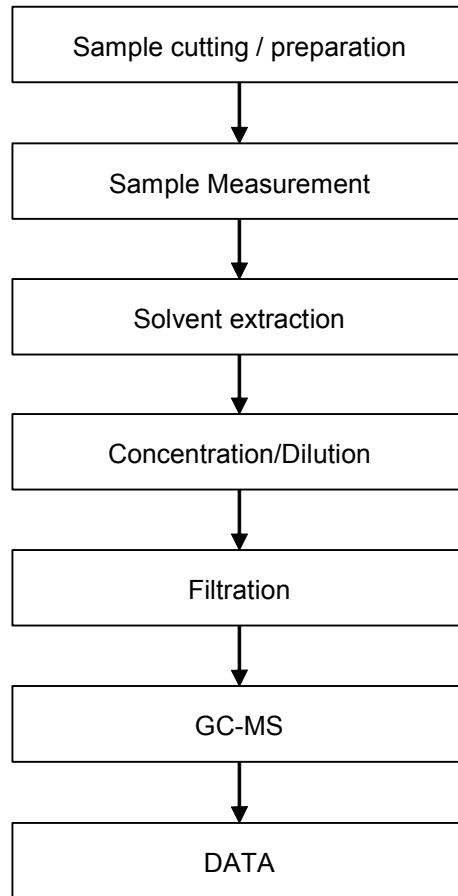 Sample cutting / preparation
Sample Measurement
Solvent extraction
Concentration/Dilution
Filtration
GC-MS
DATA